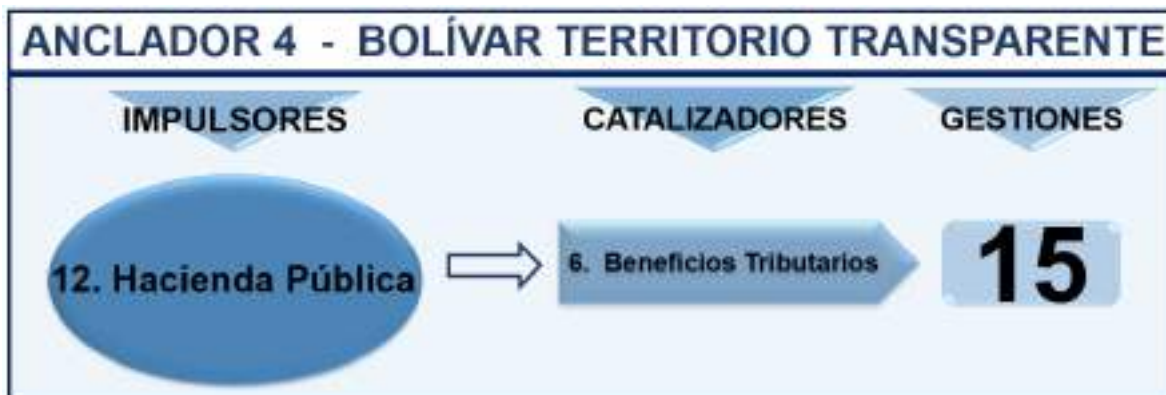 ANCLADOR 4 - BOLÍVAR TERRITORIO TRANSPARENTE
IMPULSORES CATALIZADORES GESTIONES
12. Hacienda Pública 6. Beneficios Tributarios 15